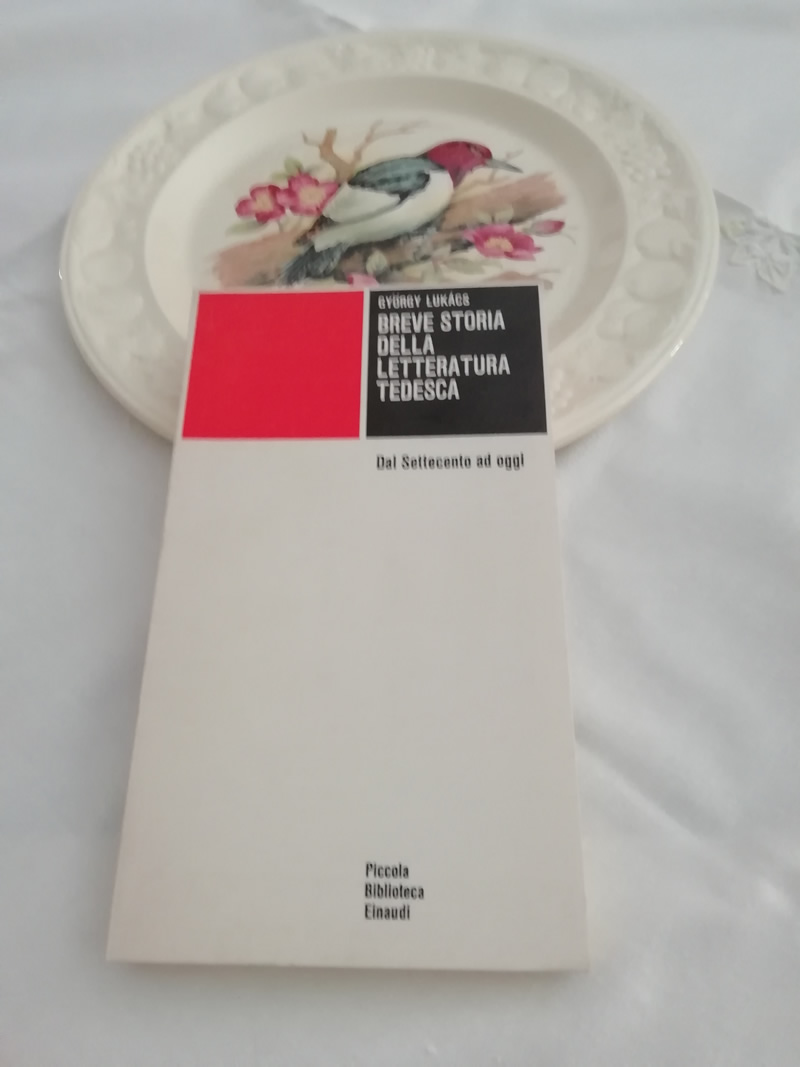 GYÖRGY LUKÁCS
BREVE STORIA
DELLA
LETTERATURA
TEDESCA
Dal Settecento ad oggi
Piccola
Biblioteca
Einaudi